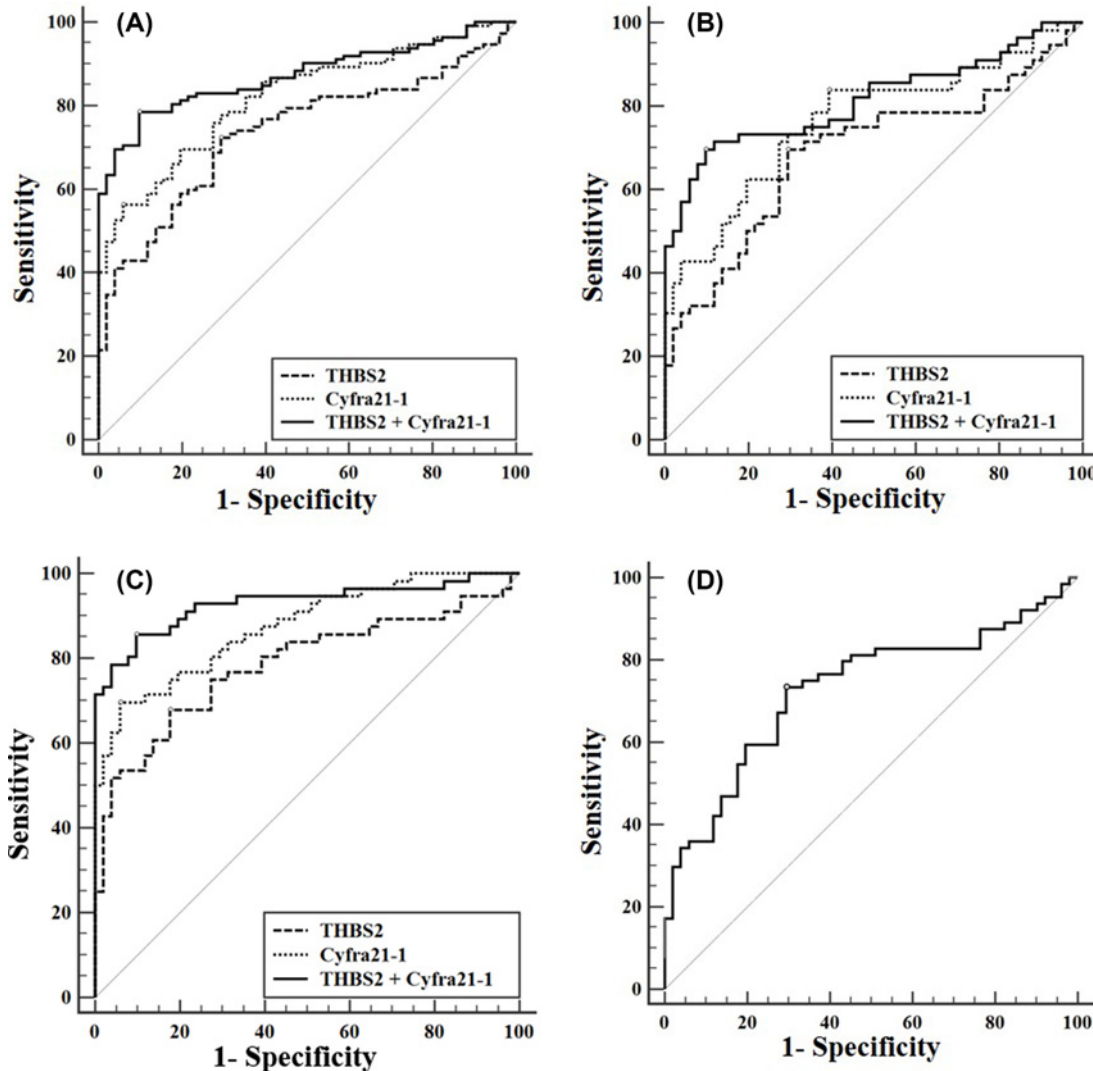 (A)
100
80
60
40
20
0
Sensitivity
THBS2
Cyfra21-1
THBS2 + Cyfra21-1
0 20 40 60 80 100
1- Specificity
(B)
100
80
60
40
20
0
Sensitivity
THBS2
Cyfra21-1
THBS2 + Cyfra21-1
0 20 40 60 80 100
1- Specificity
(C)
100
80
60
40
20
0
Sensitivity
THBS2
Cyfra21-1
THBS2 + Cyfra21-1
0 20 40 60 80 100
1- Specificity
(D)
100
80
60
40
20
0
Sensitivity
0 20 40 60 80 100
1- Specificity